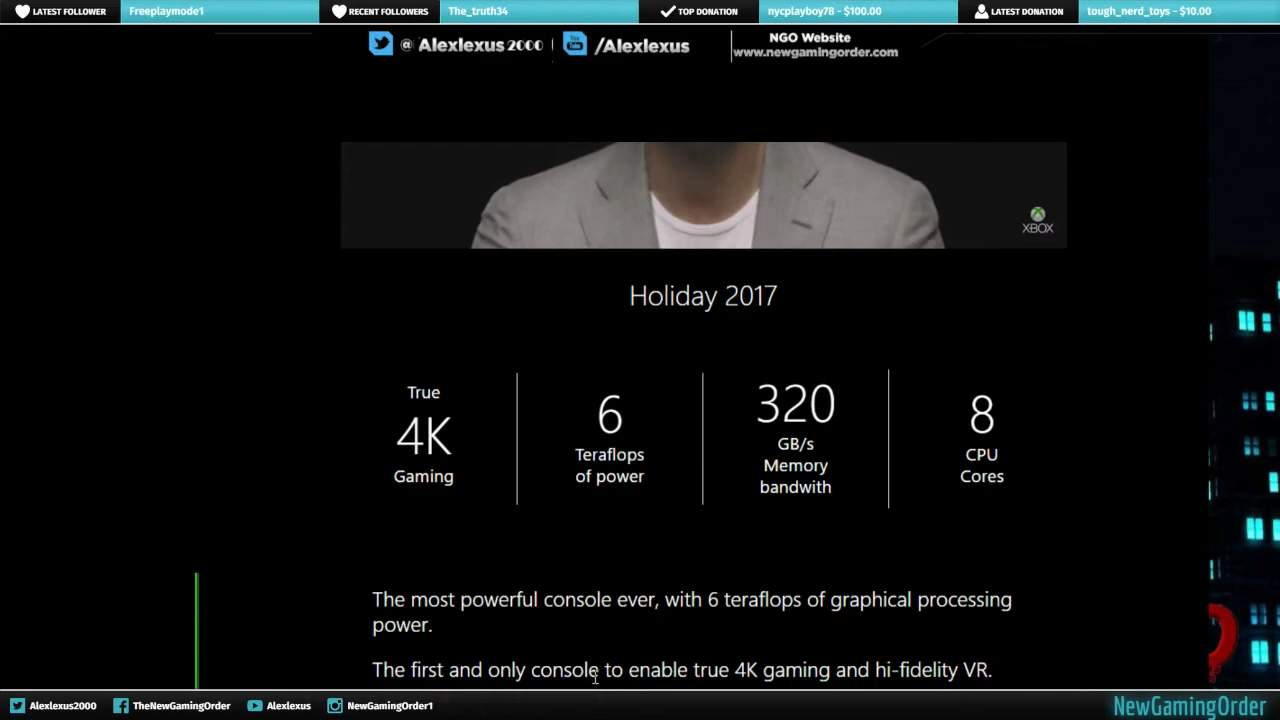 LATEST FOLLOWER Freeplaymode1 RECENT FOLLOWERS The_truth34 TOP DONATION nycplayboy78 - $100.00 LATEST DONATION tough_nerd_toys - $10.00
@ Alexlexus2000 You Tube /Alexlexus NGO Website
www.newgamingorder.com
XBOX
Holiday 2017
True
4K
Gaming
6
Teraflops
of power
320
GB/s
Memory
bandwith
8
CPU
Cores
The most powerful console ever, with 6 teraflops of graphical processing
power.
The first and only console to enable true 4K gaming and hi-fidelity VR.
Alexlexus2000 TheNewGamingOrder Alexlexus NewGamingOrder1 NewGamingOrder